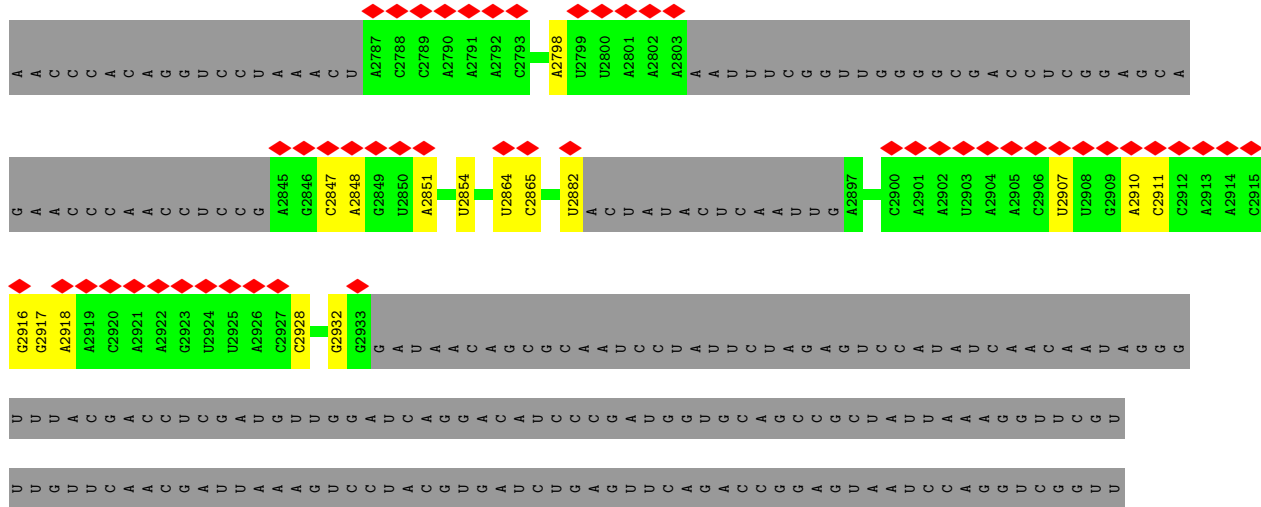 A A C C C A C A G G U C C U A A A C U A2787 C2788 C2789 A2790 A2791 A2792 C2793 A2798 U2799 U2800 A2801 A2802 A2803 A A U U U C G G U U G G G G C G A C C U C G G A G C A
G A A C C C A A C C U C C G A2845 G2846 C2847 A2848 G2849 U2850 A2851 U2854 U2864 C2865 U2882 A C U A U A C U C A A U U G A2897 C2900 A2901 A2902 U2903 A2904 A2905 C2906 U2907 U2908 G2909 A2910 C2911 C2912 A2913 A2914 C2915
G2916 G2917 A2918 A2919 C2920 A2921 A2922 G2923 U2924 U2925 A2926 C2927 C2928 G2932 G2933 G A U A A C A G C G C A A U C C U A U U C U A G A G U C C A U A U C A A C A A U A G G G
U U U A C G A C C U C G A U G U U G G A U C A G G A C A U C C C G A U G G U G C A G C C G C U A U U A A A G G U U C G U
U U G U U C A A C G A U U A A A G U C C U A C G U G A U C U G A G U U C A G A C C G G A G U A A U C C A G G U C G G U U